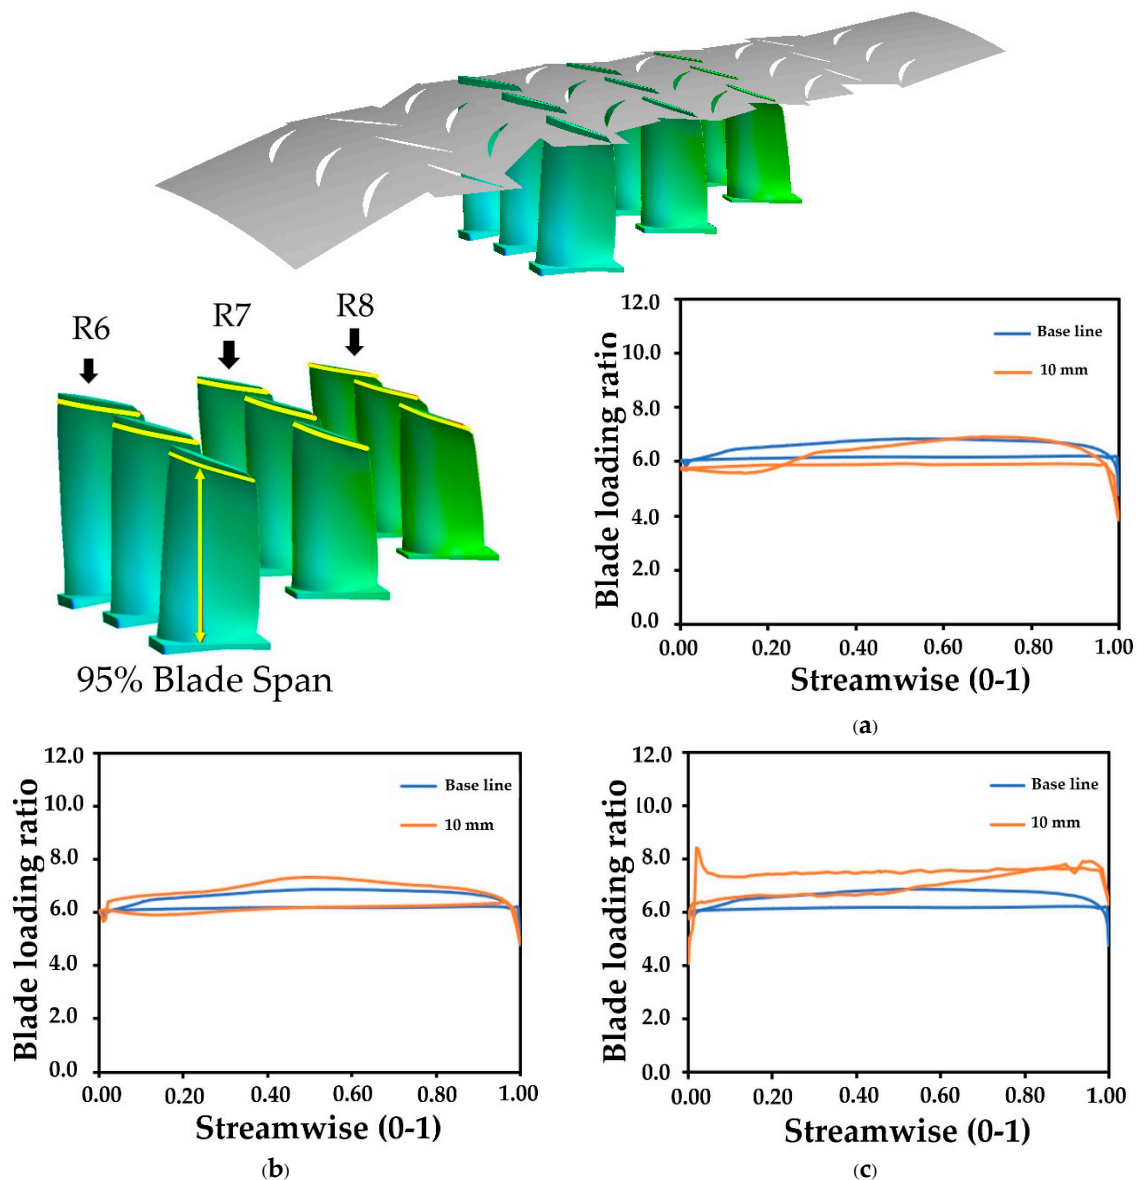 R6
R7
R8
95% Blade Span
12.0
10.0
8.0
6.0
4.0
2.0
0.0
Blade loading ratio
Base line
10 mm
0.00 0.20 0.40 0.60 0.80 1.00
Streamwise (0-1)
(a)
12.0
10.0
8.0
6.0
4.0
2.0
0.0
Blade loading ratio
Base line
10 mm
0.00 0.20 0.40 0.60 0.80 1.00
Streamwise (0-1)
(b)
12.0
10.0
8.0
6.0
4.0
2.0
0.0
Blade loading ratio
Base line
10 mm
0.00 0.20 0.40 0.60 0.80 1.00
Streamwise (0-1)
(c)